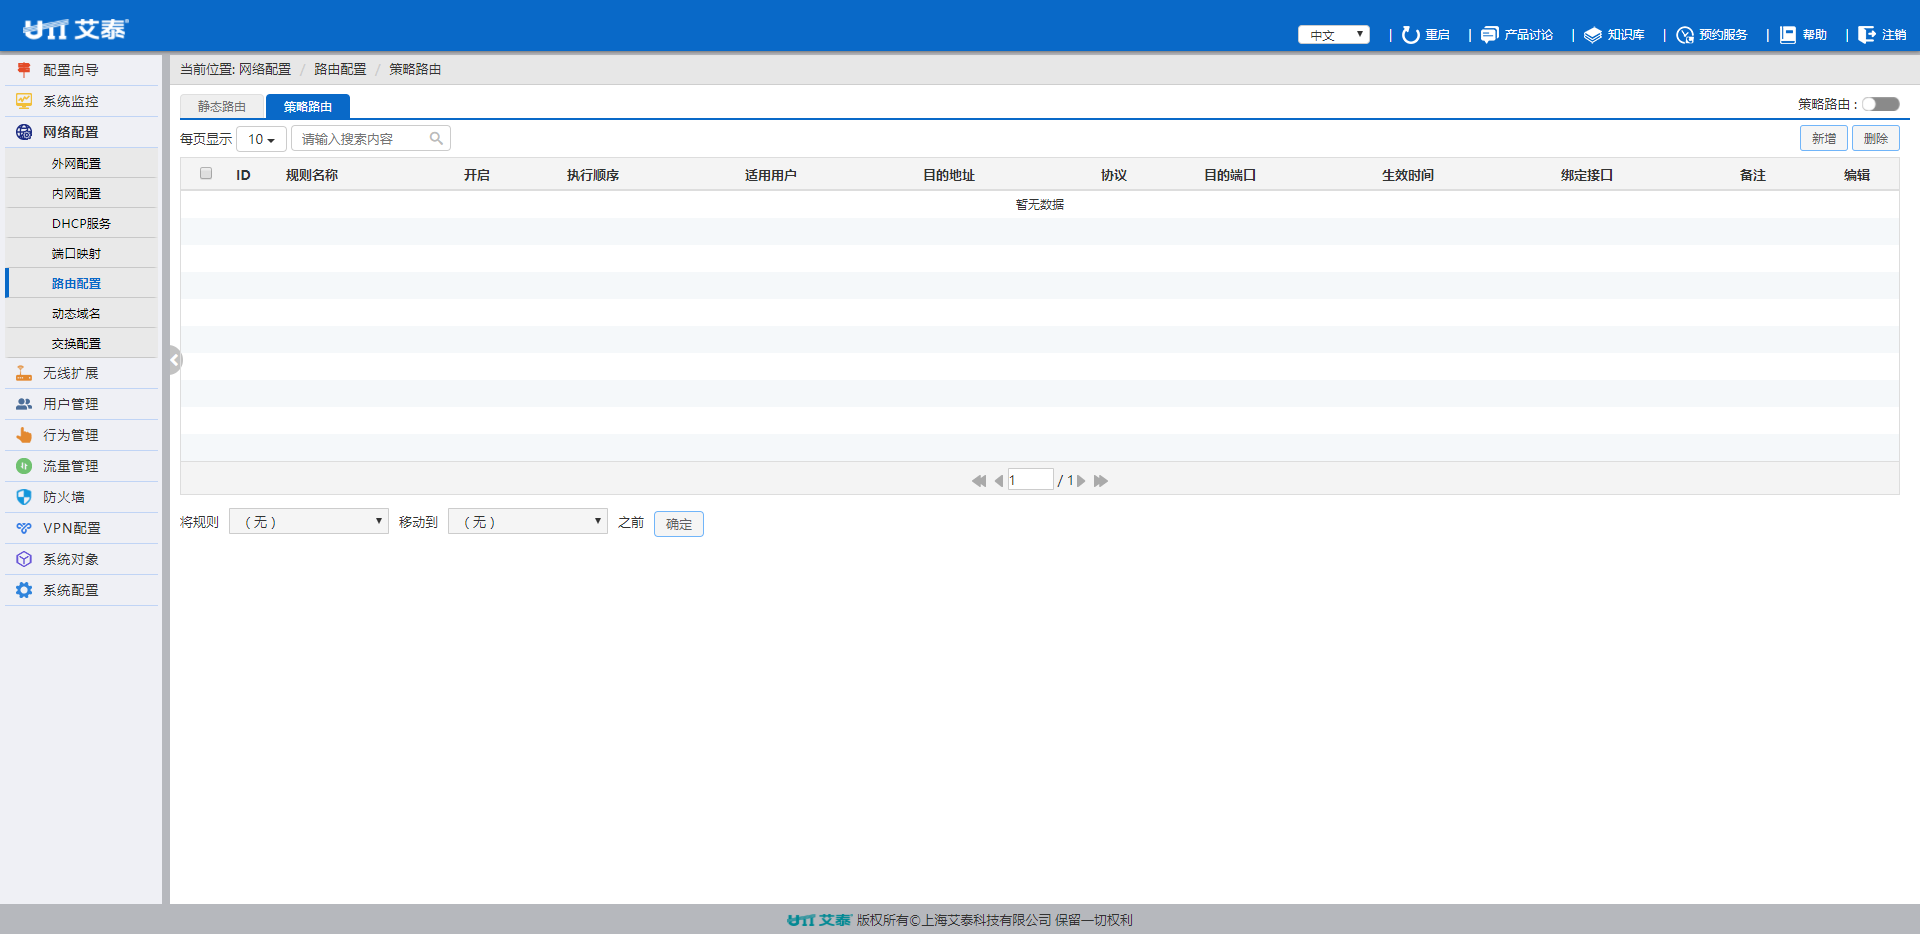 UTT 艾泰
中文 | 重启 | 产品讨论 | 知识库 | 预约服务 | 帮助 | 注销
配置向导
系统监控
网络配置
外网配置
内网配置
DHCP服务
端口映射
路由配置
动态域名
交换配置
无线扩展
用户管理
行为管理
流量管理
防火墙
VPN配置
系统对象
系统配置
当前位置: 网络配置 / 路由配置 / 策略路由
静态路由 策略路由
策略路由 :
每页显示 10 请输入搜索内容
新增 删除
ID 规则名称 开启 执行顺序 适用用户 目的地址 协议 目的端口 生效时间 绑定接口 备注 编辑
暂无数据
1 / 1
将规则 （无） 移动到 （无） 之前 确定
UTT 艾泰 版权所有©上海艾泰科技有限公司 保留一切权利